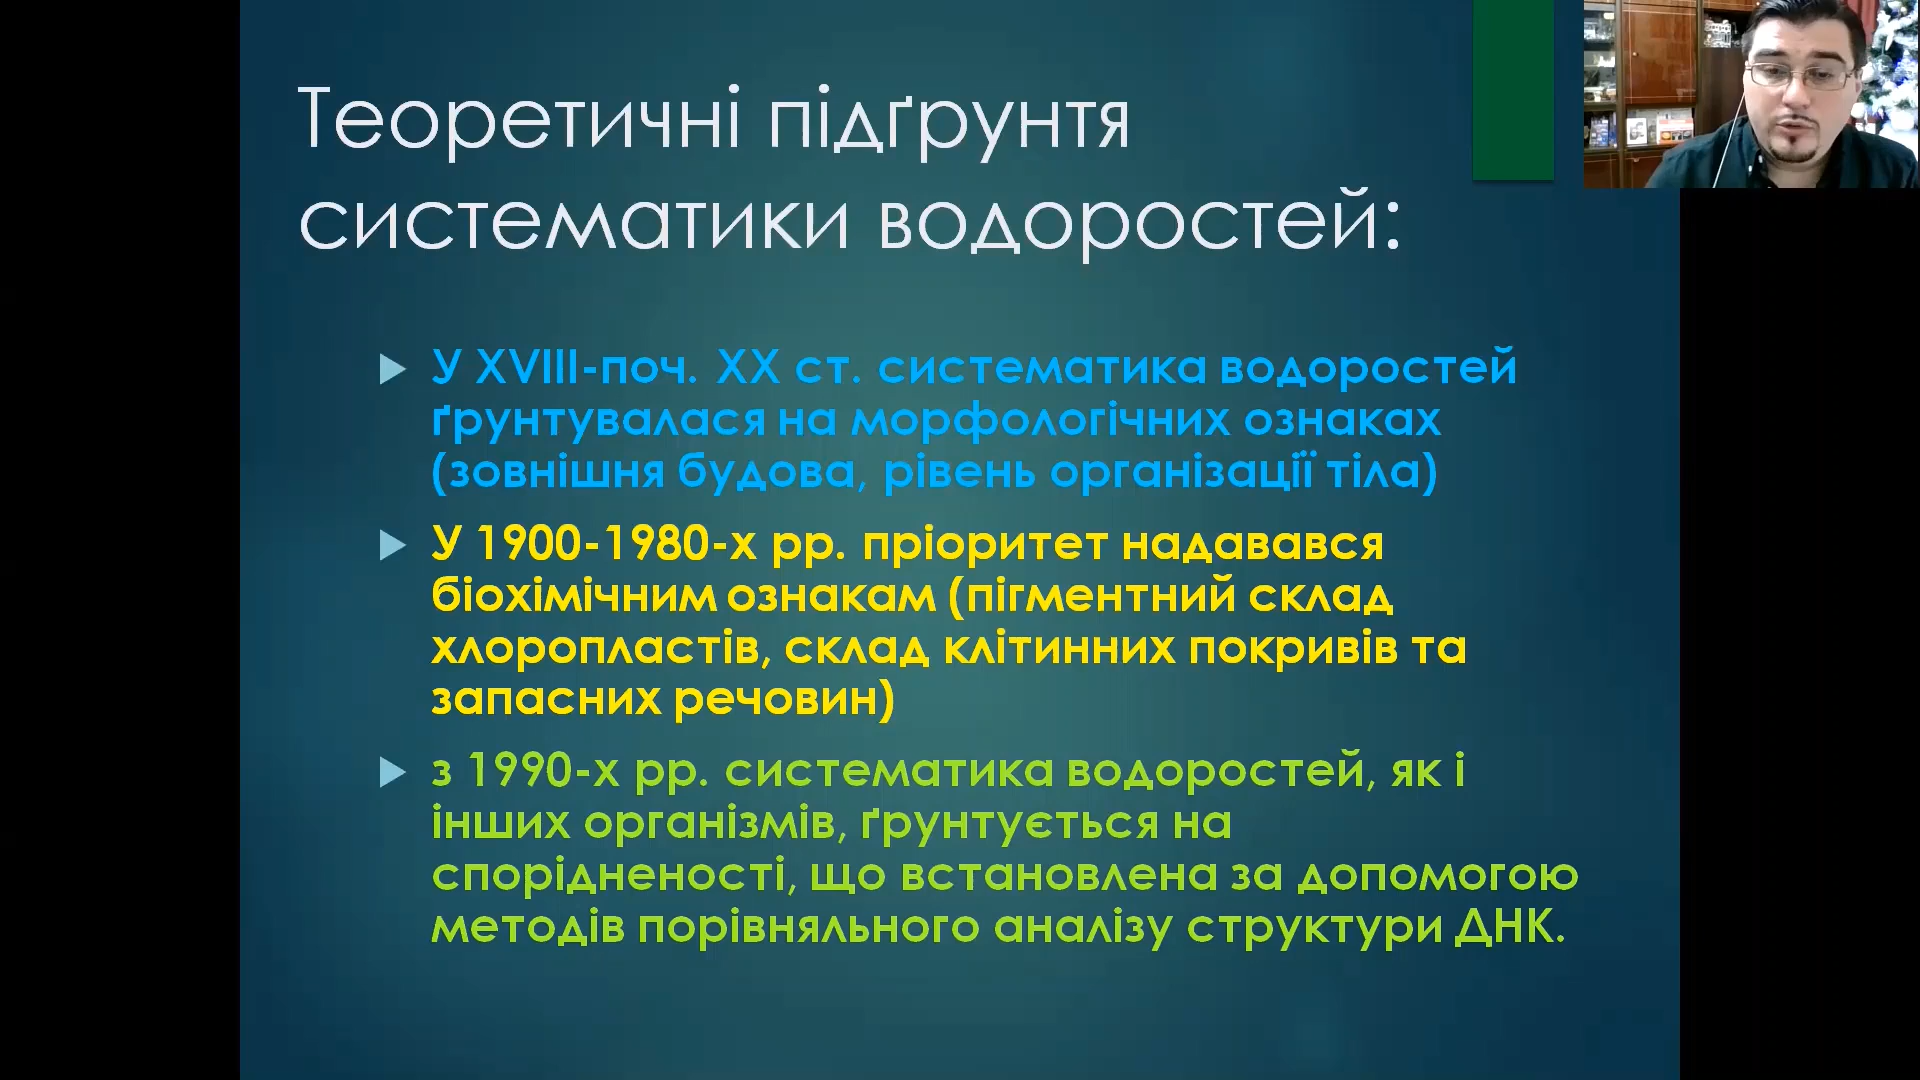 Теоретичні підґрунтя
систематики водоростей:
У XVIII-поч. XX ст. систематика водоростей
ґрунтувалася на морфологічних ознаках
(зовнішня будова, рівень організації тіла)
У 1900-1980-х рр. пріоритет надавався
біохімічним ознакам (пігментний склад
хлоропластів, склад клітинних покривів та
запасних речовин)
з 1990-х рр. систематика водоростей, як і
інших організмів, ґрунтується на
спорідненості, що встановлена за допомогою
методів порівняльного аналізу структури ДНК.